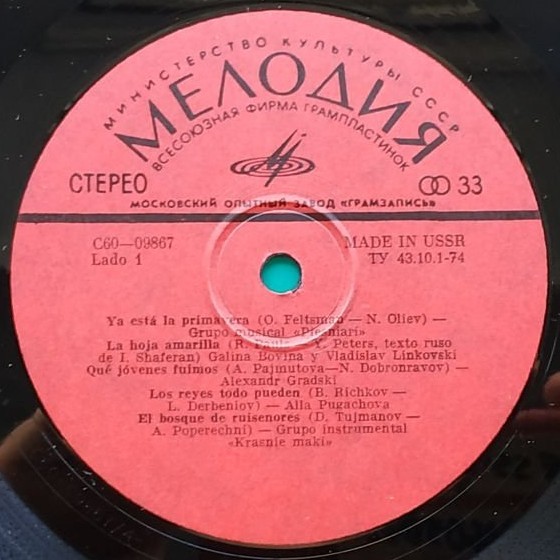 МИНИСТЕРСТВО КУЛЬТУРЫ СССР
МЕЛОДИЯ
ВСЕСОЮЗНАЯ ФИРМА ГРАМПЛАСТИНОК
СТЕРЕО 33
МОСКОВСКИЙ ОПЫТНЫЙ ЗАВОД «ГРАМЗАПИСЬ»
С60—09867 MADE IN USSR
Lado 1 ТУ 43.10.1-74
Ya está la primavera (O. Feltsman — N. Oliev) —
Grupo musical «Piesniari»
La hoja amarilla (R. Pauls — Y. Peters, texto ruso
de I. Shaferan) Galina Bovina y Vladislav Linkovski
Qué jóvenes fuimos (A. Pajmutova—N. Dobronravov) —
Alexandr Gradski
Los reyes todo pueden (B. Richkov —
L. Derbeniov) — Alla Pugachova
El bosque de ruisenores (D. Tujmanov —
A. Poperechni) — Grupo instrumental
«Krasnie maki»